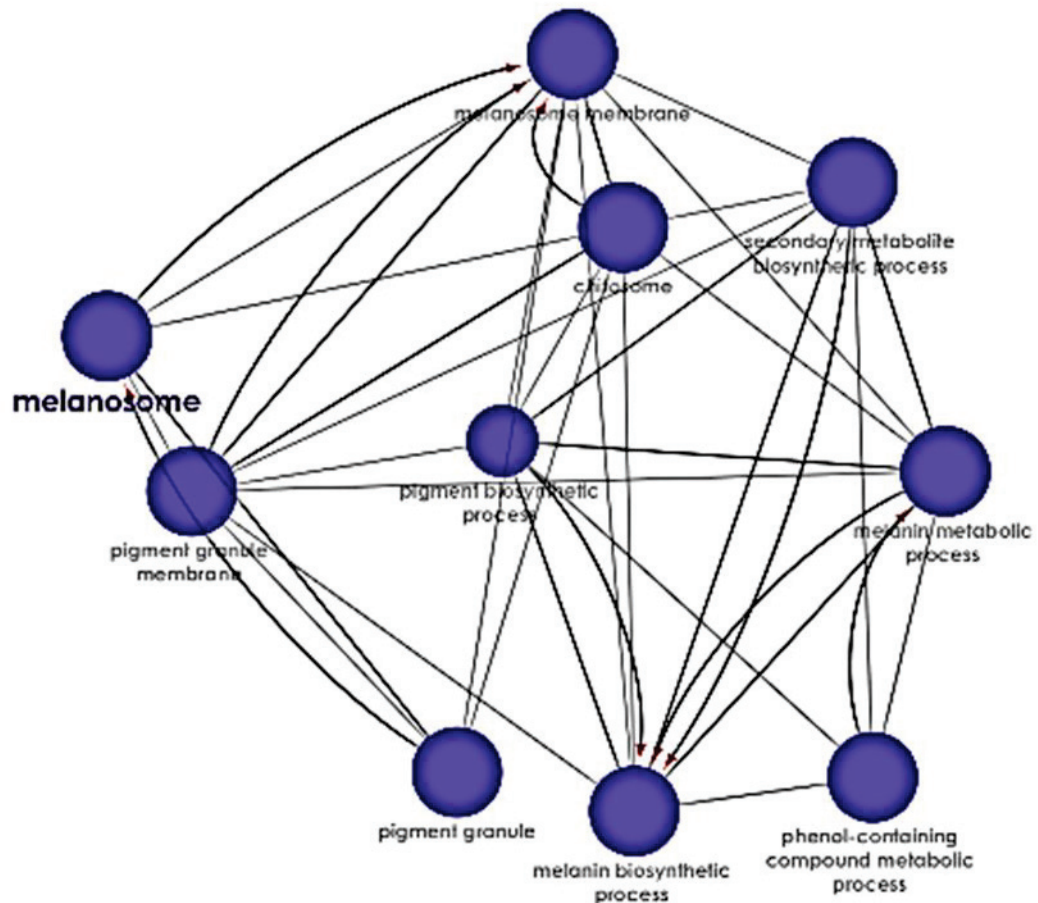 melanosome membrane
secondary metabolite
biosynthetic process
chitosome
melanosome
pigment biosynthetic
process
melanin metabolic
process
pigment granule
membrane
pigment granule
phenol-containing
compound metabolic
process
melanin biosynthetic
process